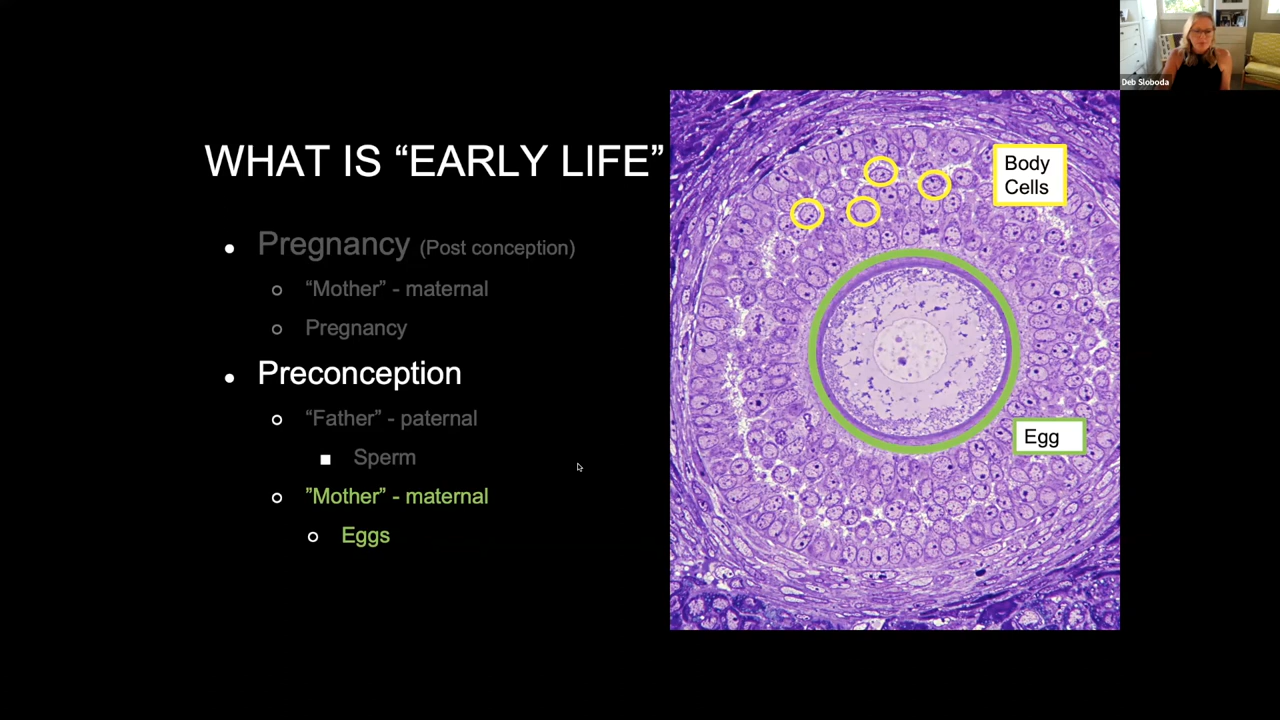 Deb Sloboda
WHAT IS “EARLY LIFE”
Body
Cells
Pregnancy (Post conception)
“Mother” - maternal
Pregnancy
Preconception
“Father” - paternal
Sperm
”Mother” - maternal
Eggs
Egg